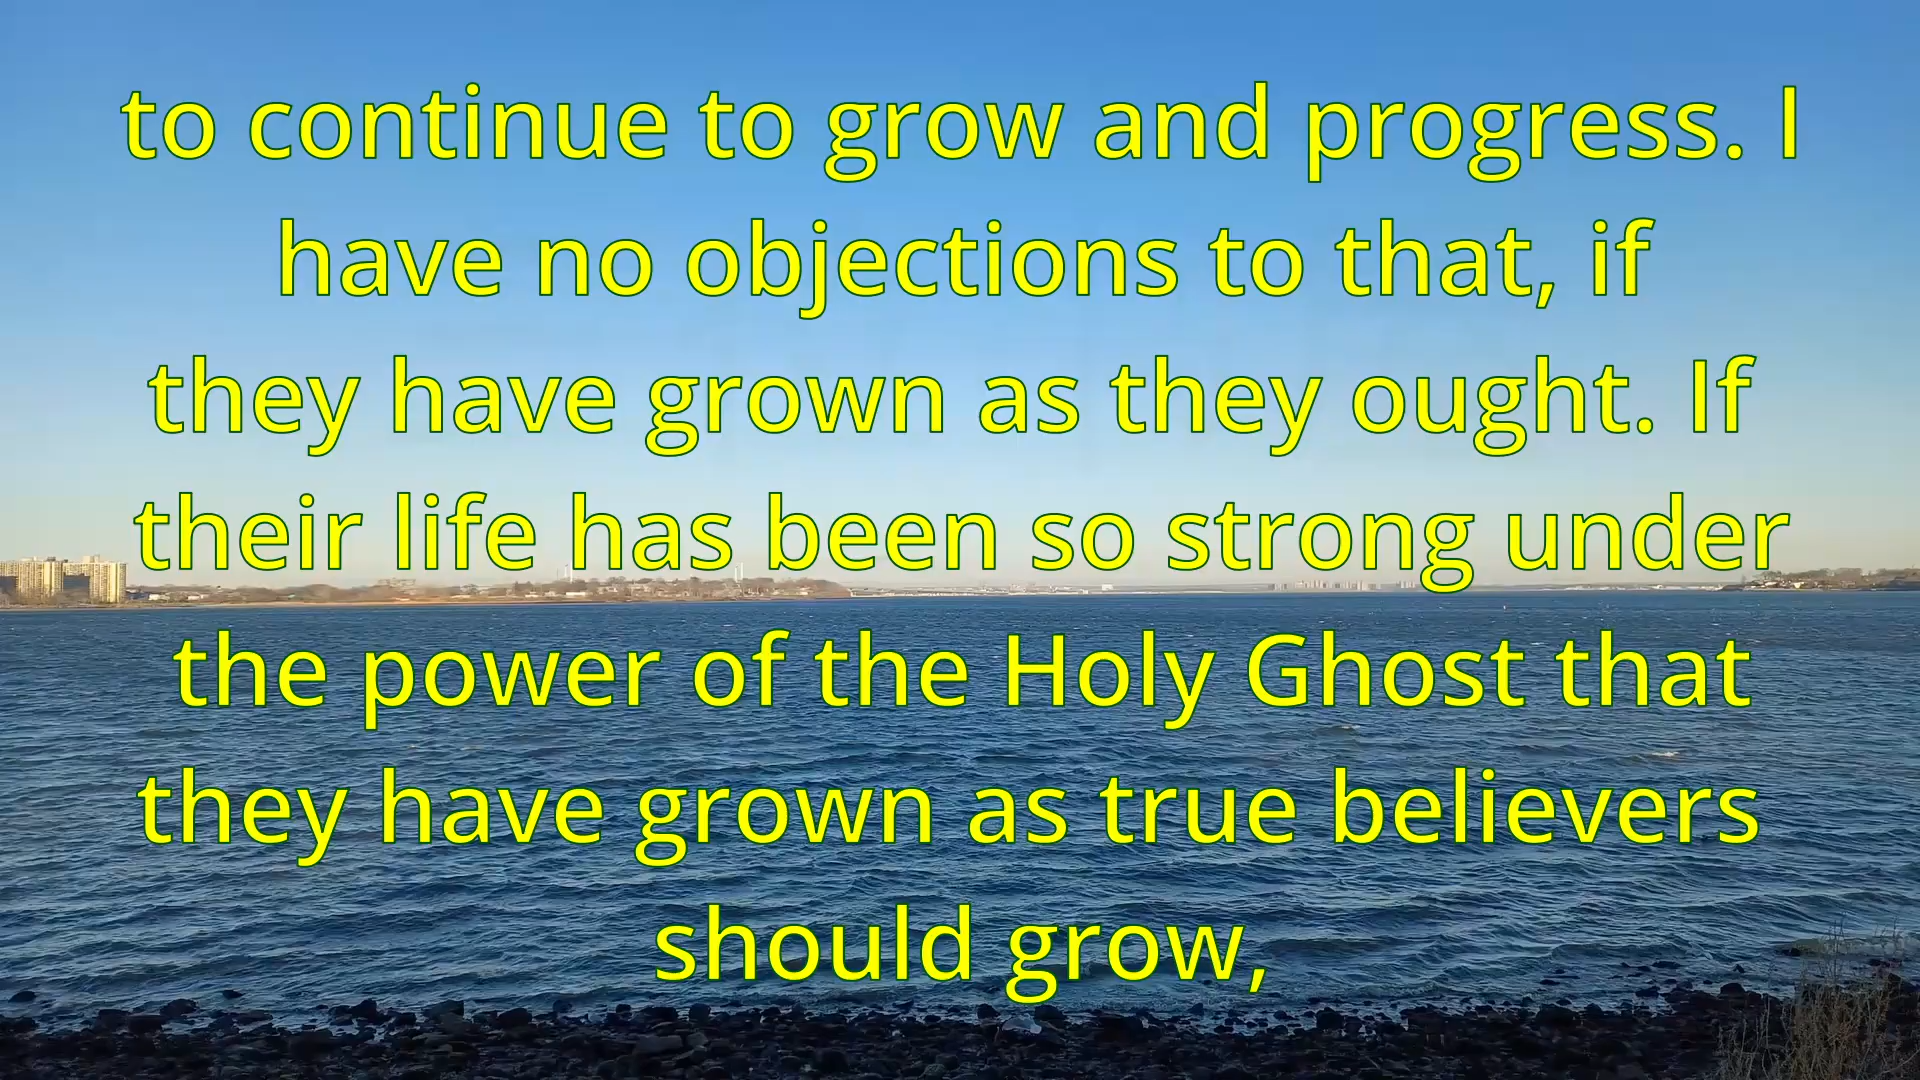 to continue to grow and progress. I
have no objections to that, if
they have grown as they ought. If
their life has been so strong under
the power of the Holy Ghost that
they have grown as true believers
should grow,